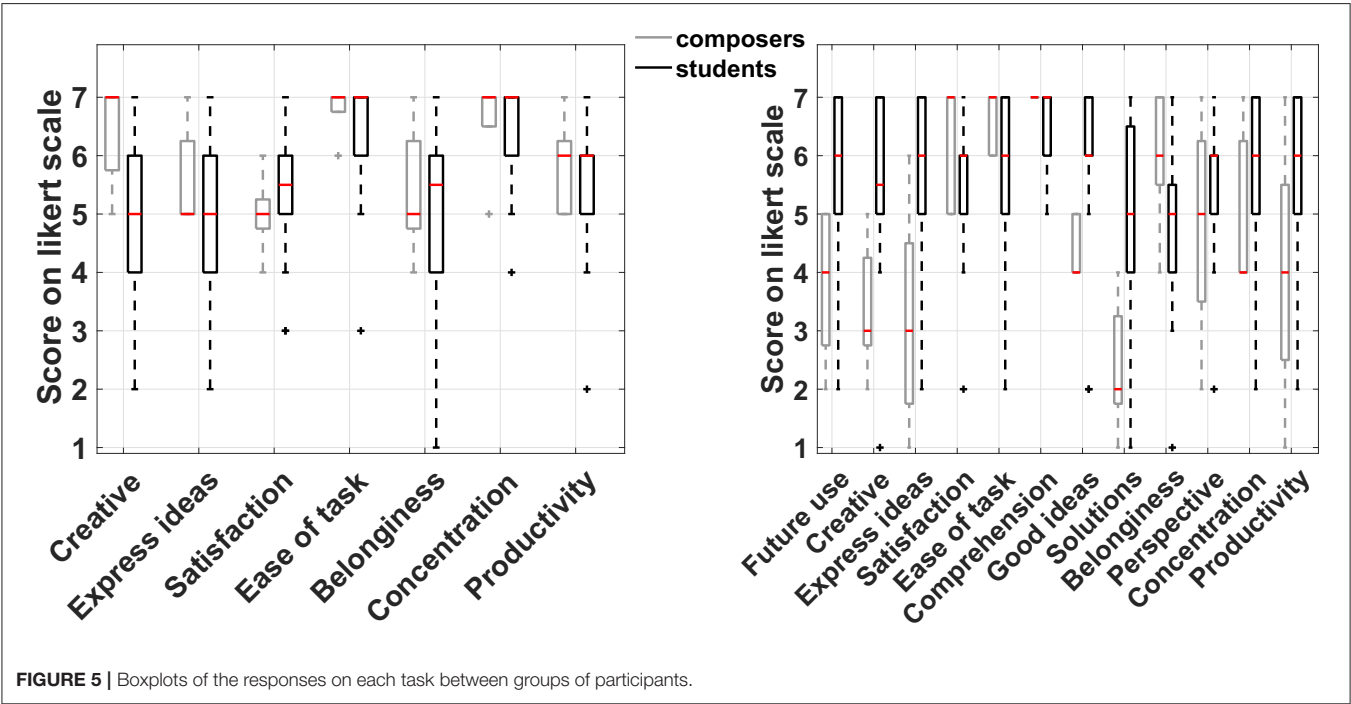 composers
students
Score on likert scale
7
6
5
4
3
2
1
Creative
Express ideas
Satisfaction
Ease of task
Belonginess
Concentration
Productivity
Score on likert scale
7
6
5
4
3
2
1
Future use
Creative
Express ideas
Satisfaction
Ease of task
Comprehension
Good ideas
Solutions
Belonginess
Perspective
Concentration
Productivity
FIGURE 5 | Boxplots of the responses on each task between groups of participants.